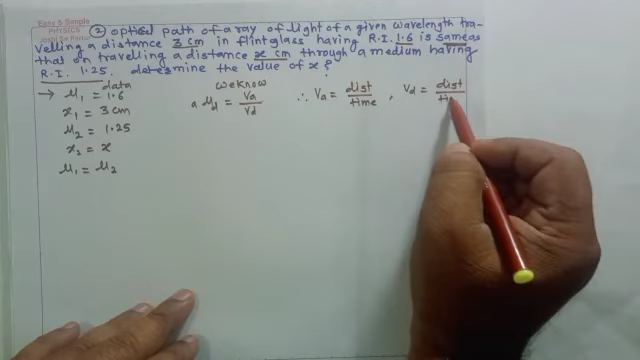 Easy & Simple
PHYSICS
② optical path of a ray of light of a given wavelength tra-
velling a distance 3 cm in flintglass having R.I. 1.6 is same as
that on travelling a distance x cm through a medium having
R.I. 1.25. determine the value of x ?
→ data
μ₁ = 1.6
x₁ = 3 cm
μ₂ = 1.25
x₂ = x
μ₁ = μ₂
we know
a μd = Va / Vd
∴ Va = dist / time , Vd = dist